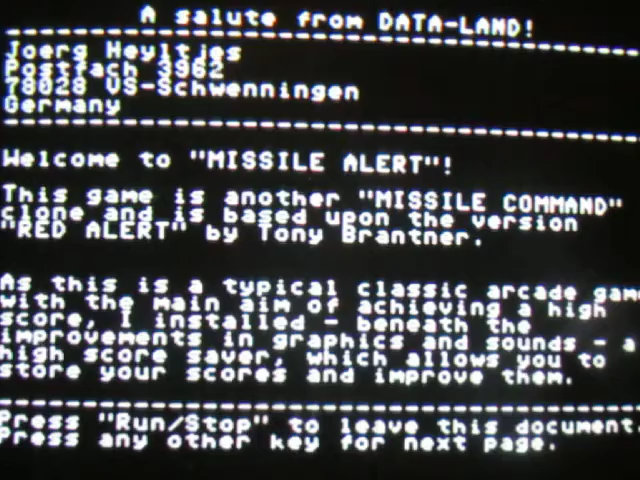 A salute from DATA-LAND!
Joerg Heyltjes
Postfach 3962
78028 VS-Schwenningen
Germany
Welcome to "MISSILE ALERT"!
This game is another "MISSILE COMMAND"
clone and is based upon the version
"RED ALERT" by Tony Brantner.
As this is a typical classic arcade game
with the main aim of achieving a high
score, I installed - beneath the
improvements in graphics and sounds - a
high score saver, which allows you to
store your scores and improve them.
Press "Run/Stop" to leave this document.
Press any other key for next page.